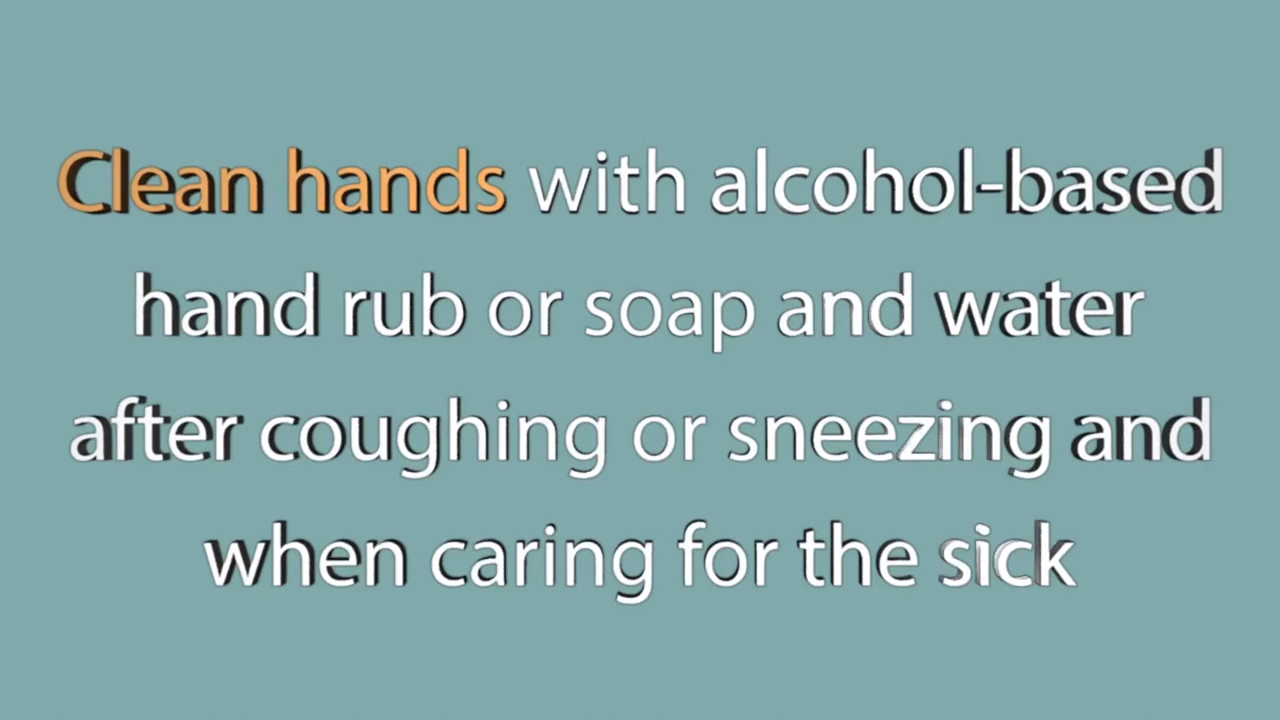 Clean hands with alcohol-based
hand rub or soap and water
after coughing or sneezing and
when caring for the sick